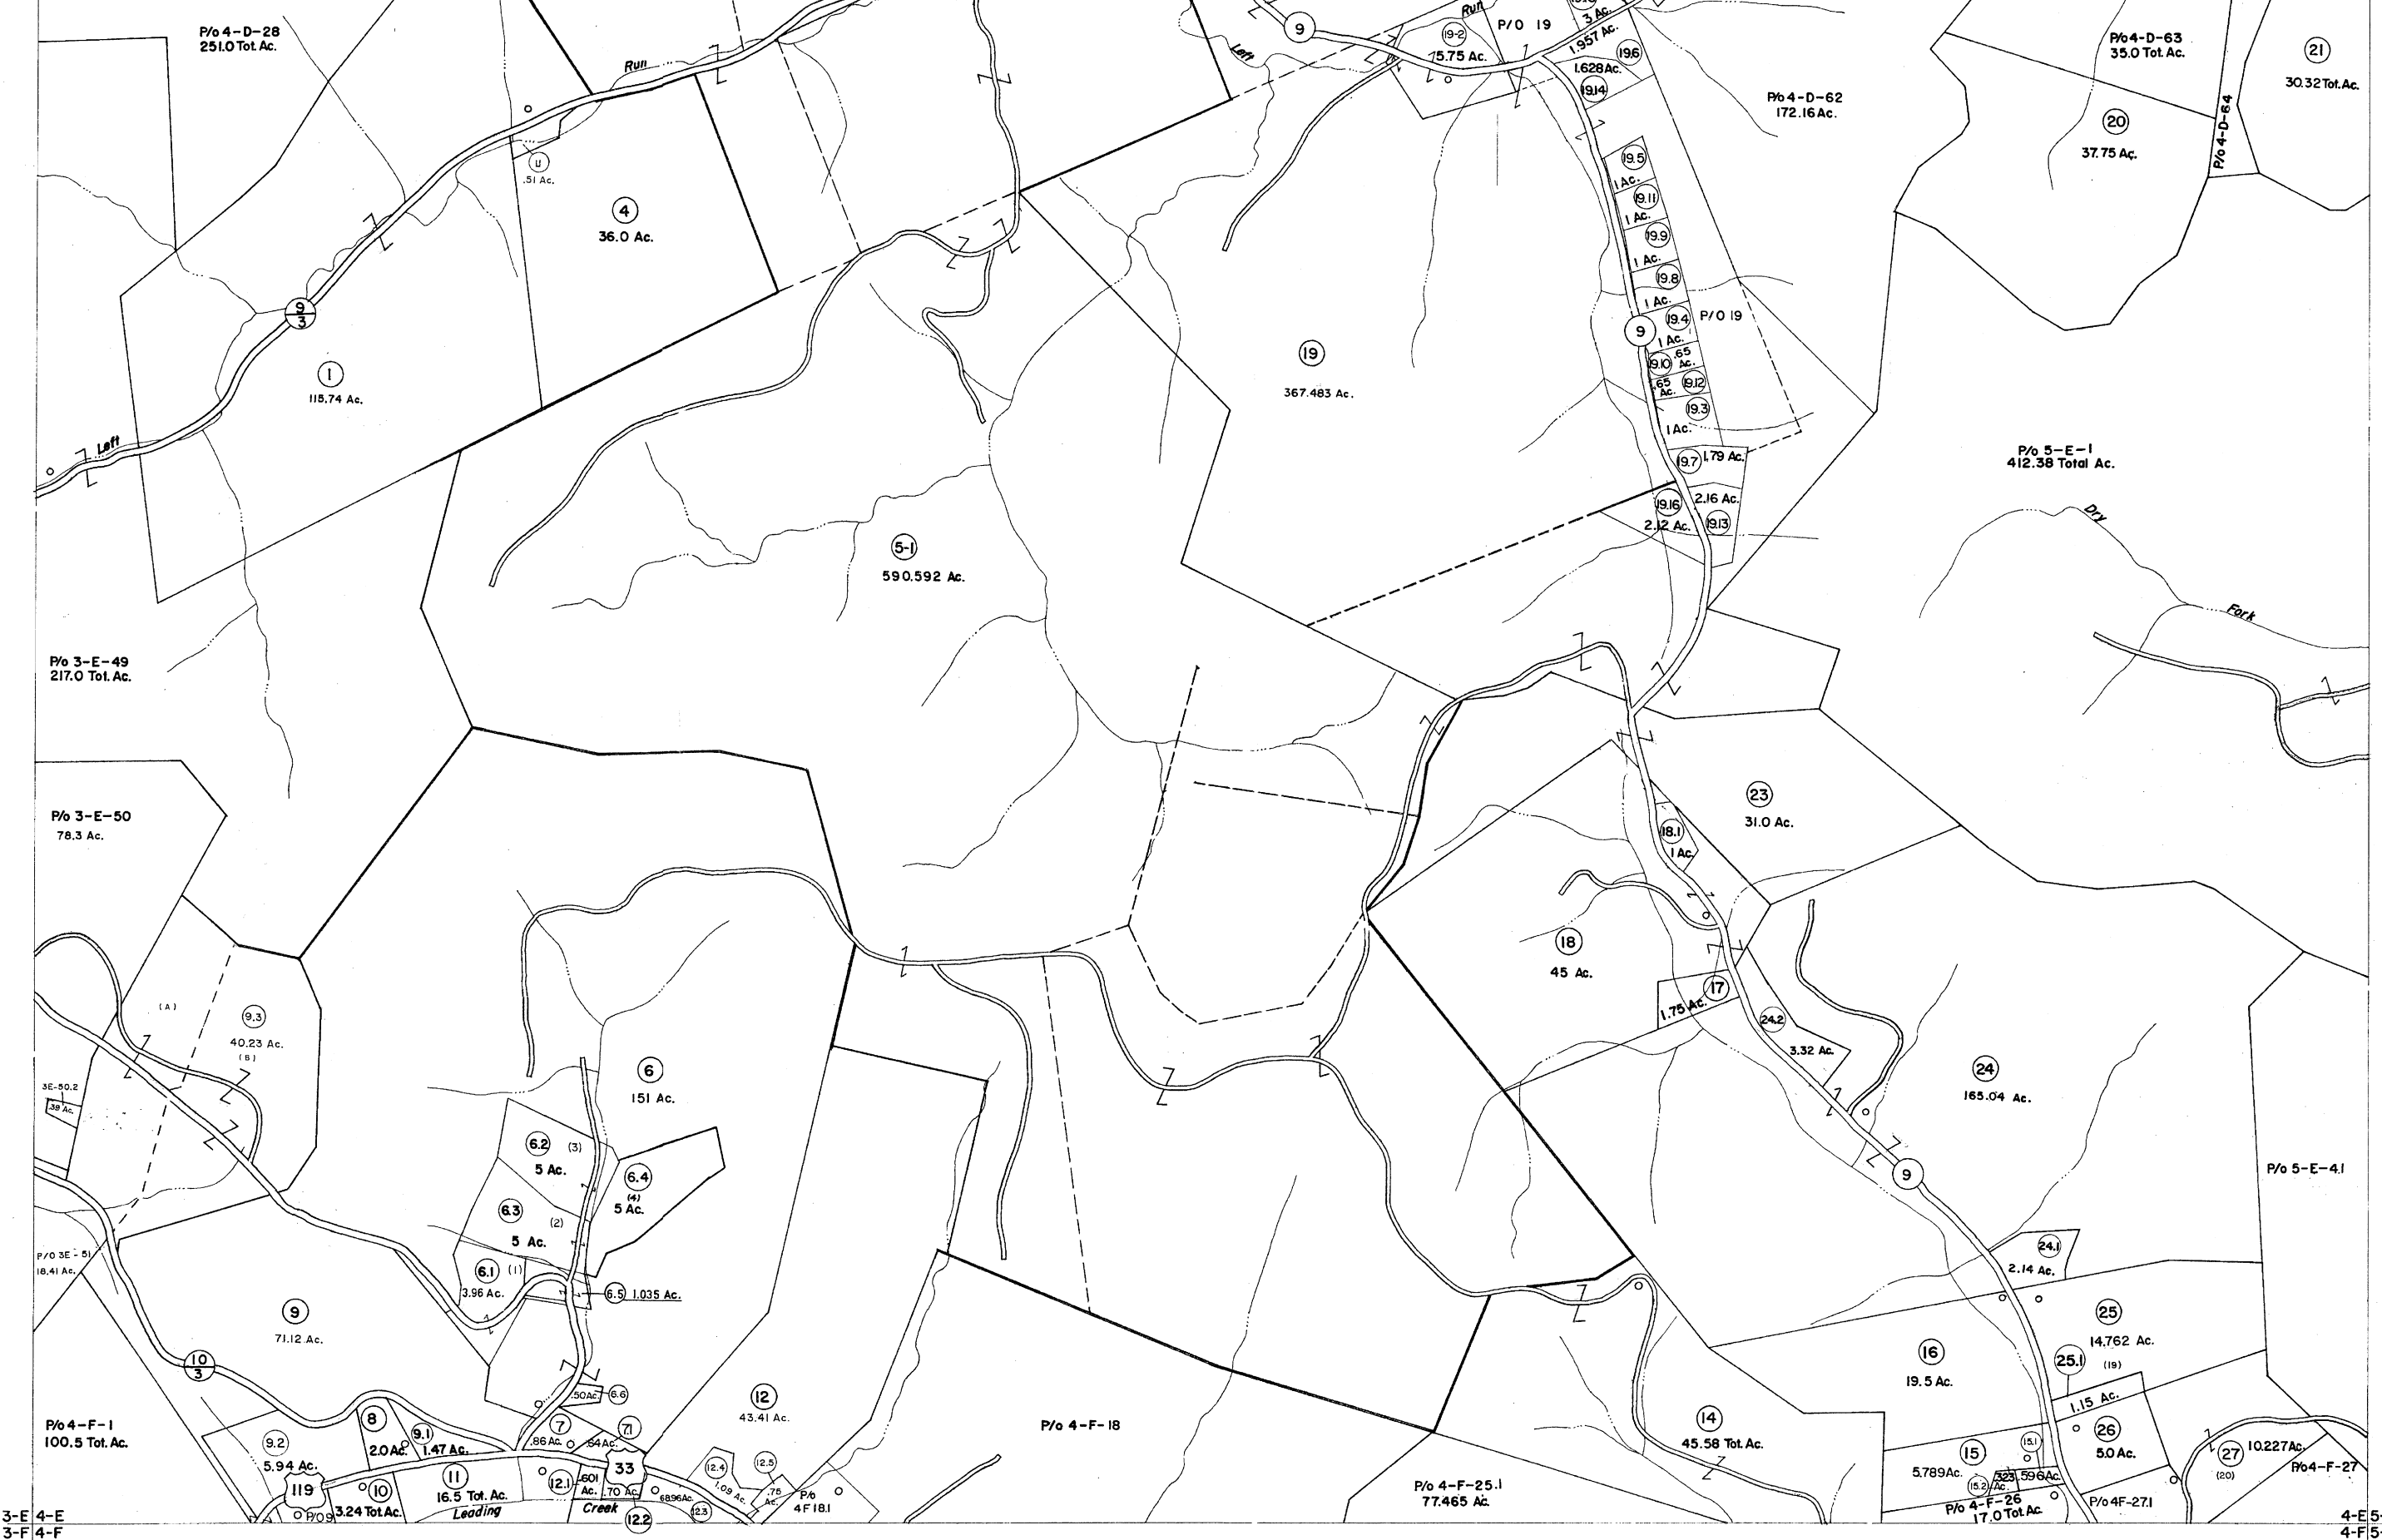 P/o 4-D-28
251.0 Tot. Ac.
Run
9
3
Left
1
115.74 Ac.
.51 Ac.
4
36.0 Ac.
Left
Run
9
19-2
5.75 Ac.
P/O 19
3 Ac.
1.957 Ac.
19.6
1.628 Ac.
19.14
P/o 4-D-62
172.16 Ac.
P/o 4-D-63
35.0 Tot. Ac.
20
37.75 Ac.
P/o 4-D-64
21
30.32 Tot. Ac.
19.5
1 Ac.
19.11
1 Ac.
19.9
1 Ac.
19.8
1 Ac.
19.4
1 Ac.
P/O 19
9
19.10
.65
Ac.
.65
Ac.
19.12
19.3
1 Ac.
19.7
1.79 Ac.
19.16
2.12 Ac.
2.16 Ac.
19.13
19
367.483 Ac.
5-1
590.592 Ac.
P/o 5-E-1
412.38 Total Ac.
Dry
Fork
P/o 3-E-49
217.0 Tot. Ac.
P/o 3-E-50
78.3 Ac.
23
31.0 Ac.
18.1
1 Ac.
18
45 Ac.
17
1.75 Ac.
24.2
3.32 Ac.
24
165.04 Ac.
9
P/o 5-E-4.1
(A)
9.3
40.23 Ac.
(B)
3E-50.2
.39 Ac.
6
151 Ac.
6.2
(3)
5 Ac.
6.4
(4)
5 Ac.
6.3
(2)
5 Ac.
6.1
(1)
3.96 Ac.
6.5
1.035 Ac.
P/O 3E-51
18.41 Ac.
9
71.12 Ac.
10
3
24.1
2.14 Ac.
25
14.762 Ac.
(19)
25.1
1.15 Ac.
16
19.5 Ac.
26
5.0 Ac.
27
10.227 Ac.
(20)
P/o 4-F-27
15
5.789 Ac.
15.1
.323
Ac.
.596 Ac.
15.2
P/o 4-F-26
17.0 Tot. Ac.
P/o 4F-27.1
14
45.58 Tot. Ac.
P/o 4-F-25.1
77.465 Ac.
P/o 4-F-18
12
43.41 Ac.
.50 Ac.
6.6
7
.86 Ac.
7.1
.64 Ac.
33
8
2.0 Ac.
9.1
1.47 Ac.
P/o 4-F-1
100.5 Tot. Ac.
9.2
5.94 Ac.
119
P/O 9
10
3.24 Tot. Ac.
11
16.5 Tot. Ac.
Leading
Creek
12.1
.601
Ac.
.70 Ac.
12.2
.6896 Ac.
12.3
12.4
1.09 Ac.
12.5
.75
Ac.
P/o
4F18.1
3-E 4-E
3-F 4-F
4-E 5-
4-F 5-